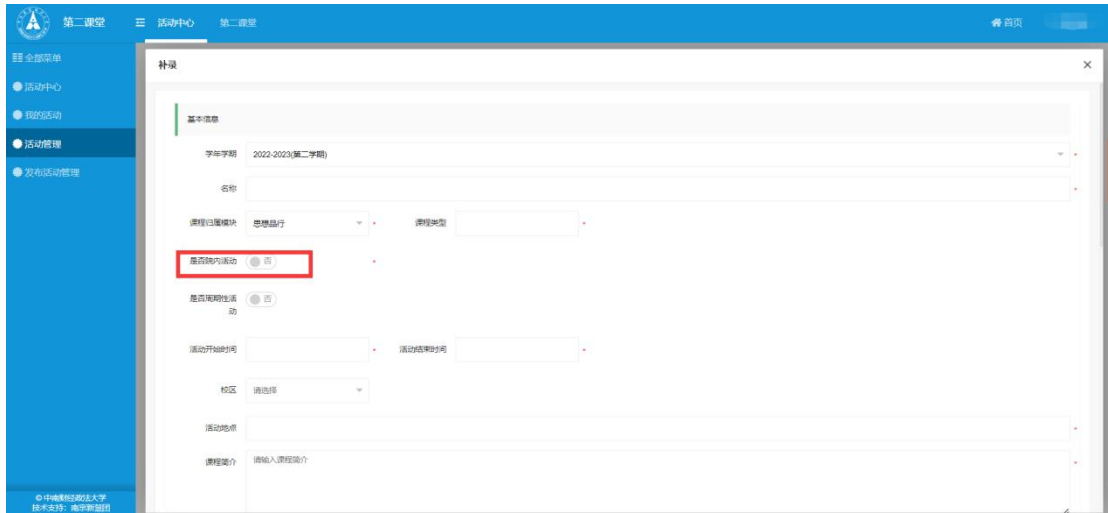 第二课堂 活动中心 第二课堂 首页
全部菜单
活动中心
我的活动
活动管理
发布活动管理
补录 ×
基本信息
学年学期 2022-2023(第二学期) *
名称 *
课程归属模块 思想品行 * 课程类型 *
是否院内活动 否 *
是否周期性活
动 否
活动开始时间 * 活动结束时间 *
校区 请选择
活动地点 *
课程简介 请输入课程简介 *
©中南财经政法大学
技术支持：南京新蓝团